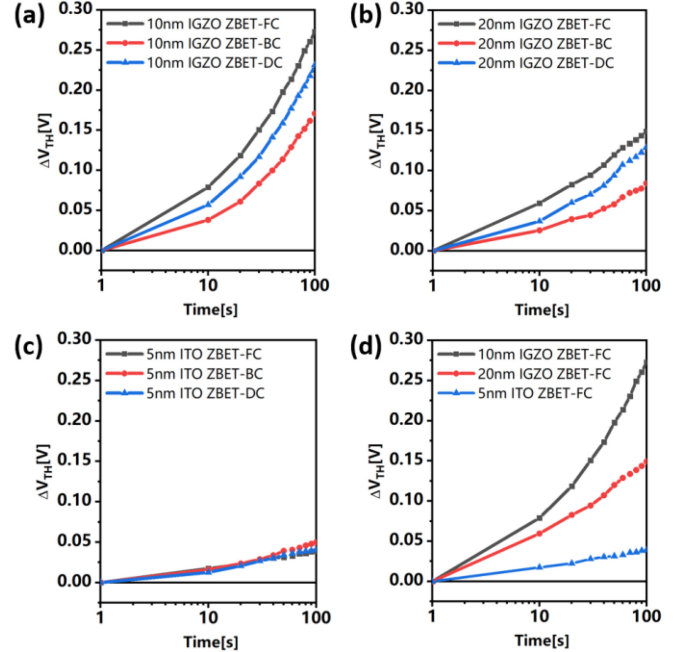 (a)
0.30
0.25
0.20
0.15
0.10
0.05
0.00
ΔV_TH[V]
10nm IGZO ZBET-FC
10nm IGZO ZBET-BC
10nm IGZO ZBET-DC
1
10
100
Time[s]
(b)
0.30
0.25
0.20
0.15
0.10
0.05
0.00
ΔV_TH[V]
20nm IGZO ZBET-FC
20nm IGZO ZBET-BC
20nm IGZO ZBET-DC
1
10
100
Time[s]
(c)
0.30
0.25
0.20
0.15
0.10
0.05
0.00
ΔV_TH[V]
5nm ITO ZBET-FC
5nm ITO ZBET-BC
5nm ITO ZBET-DC
1
10
100
Time[s]
(d)
0.30
0.25
0.20
0.15
0.10
0.05
0.00
ΔV_TH[V]
10nm IGZO ZBET-FC
20nm IGZO ZBET-FC
5nm ITO ZBET-FC
1
10
100
Time[s]